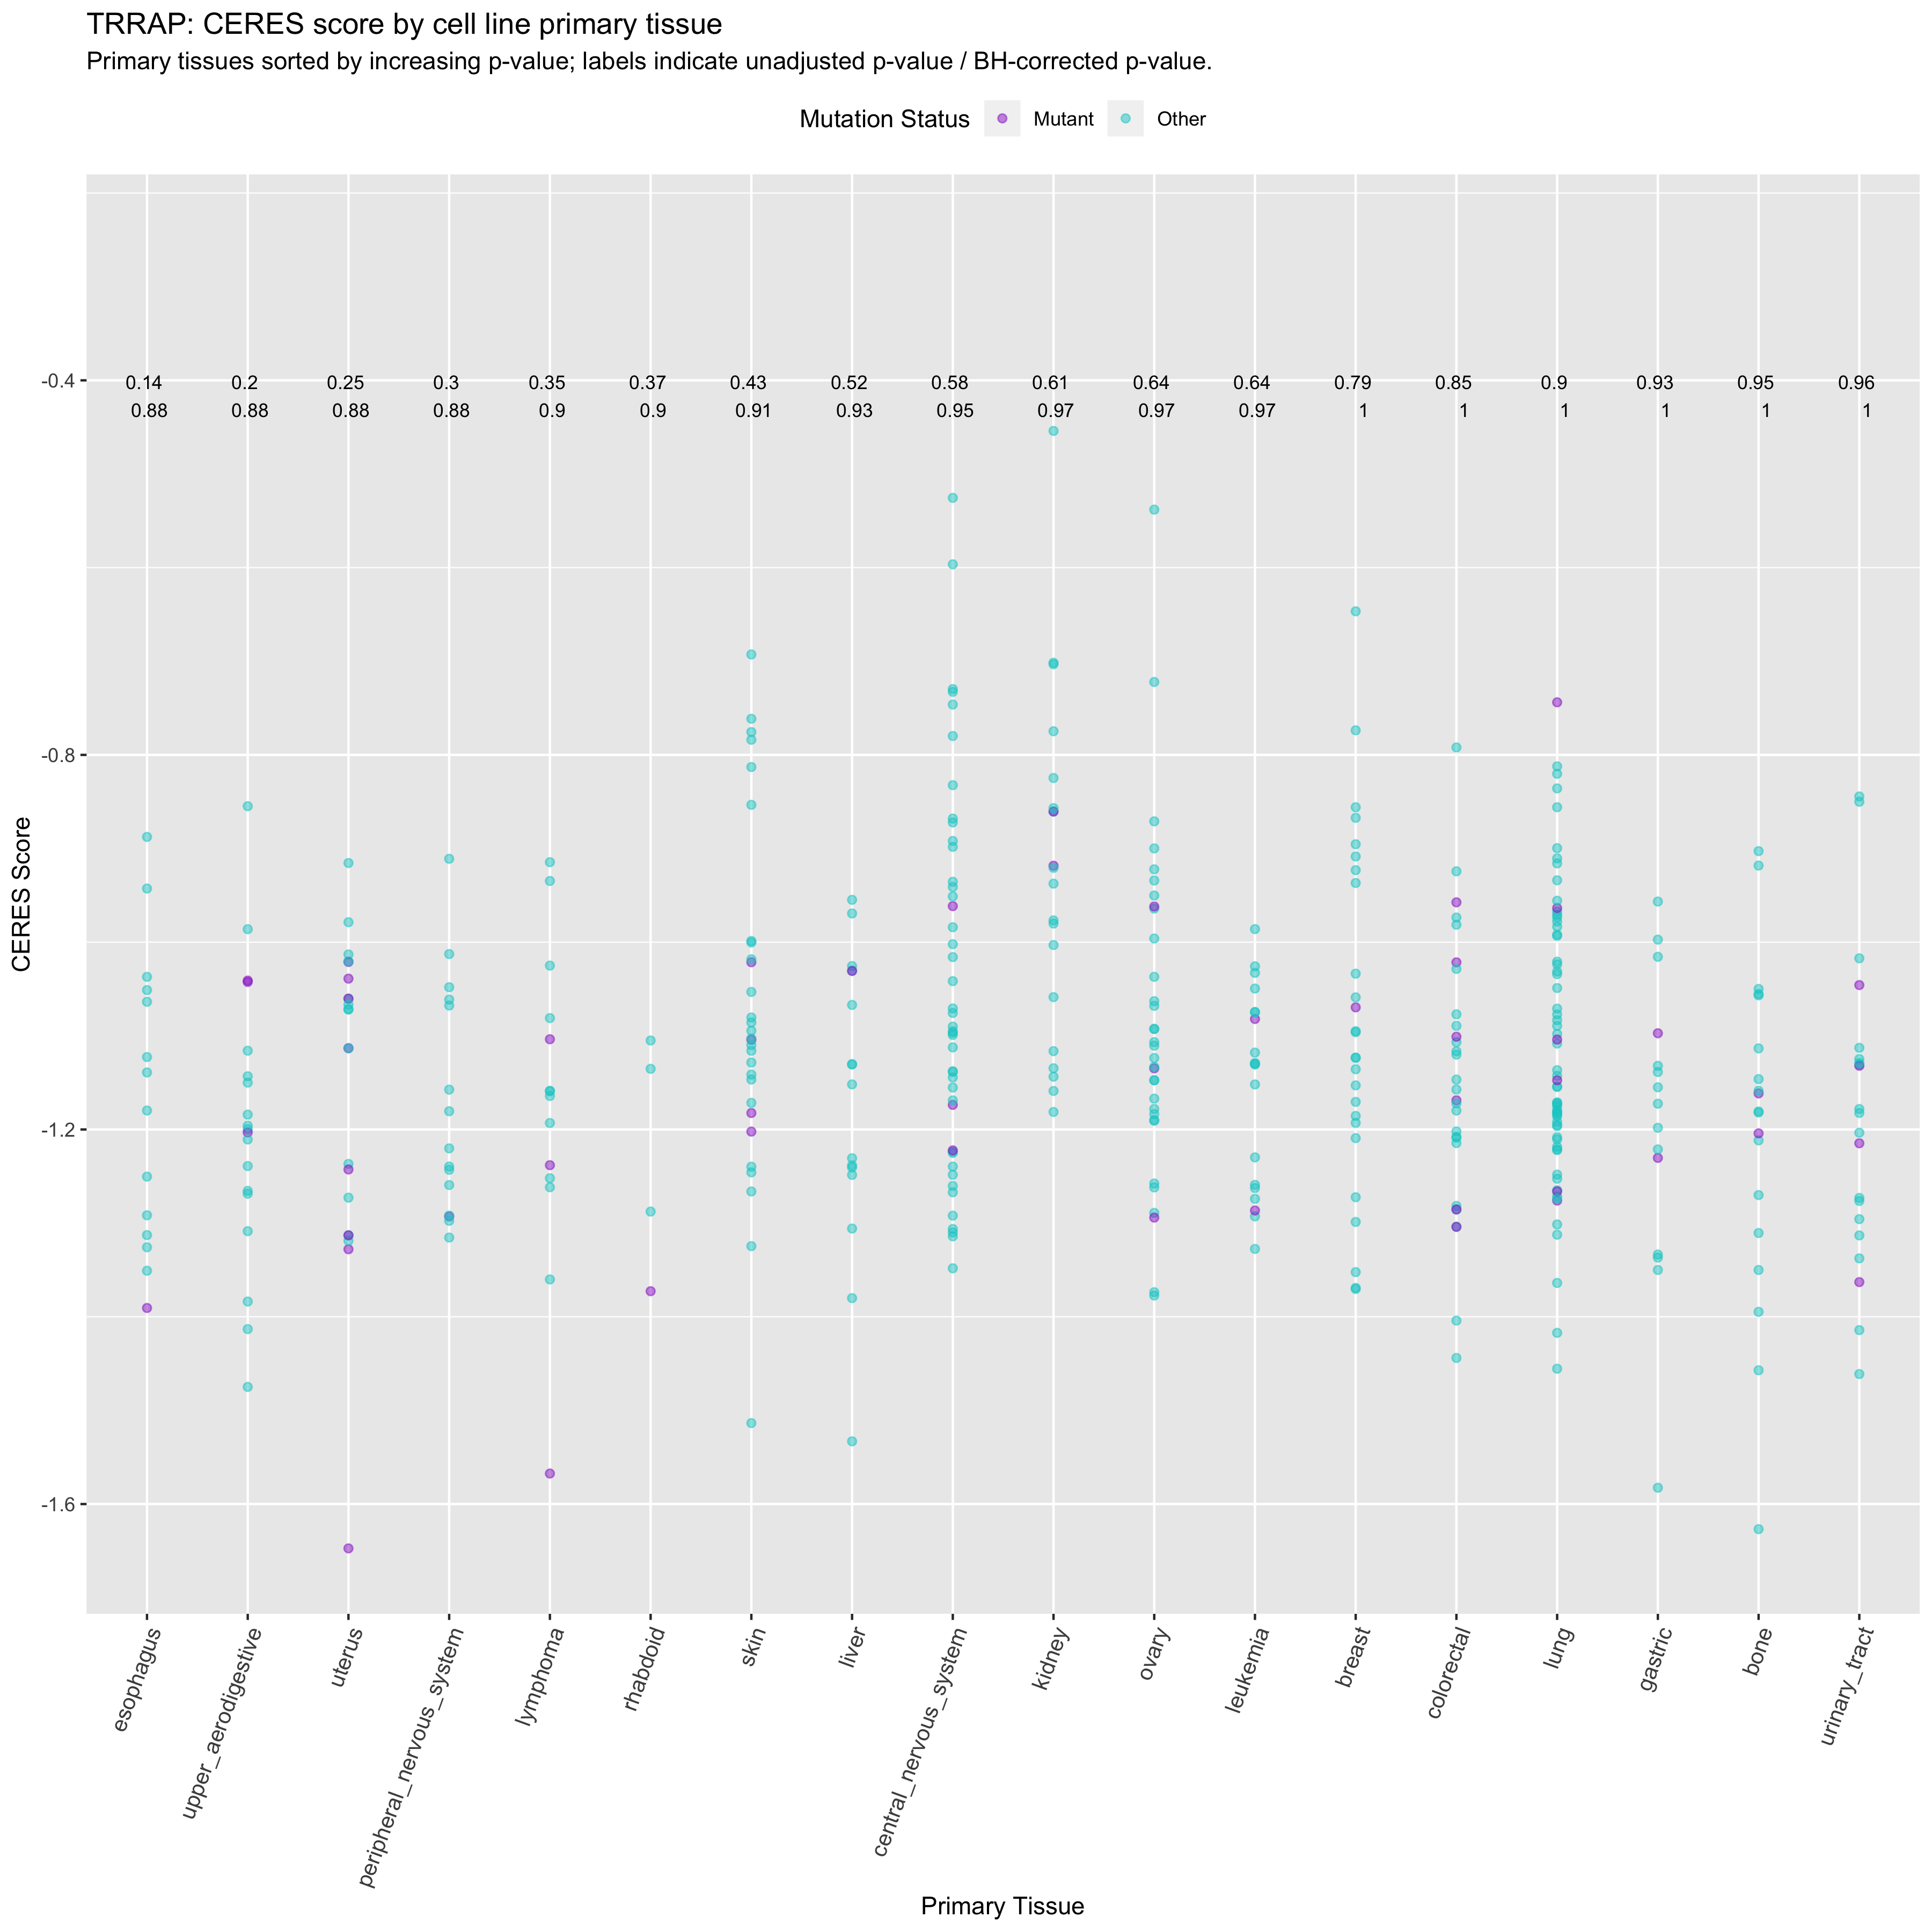 TRRAP: CERES score by cell line primary tissue
Primary tissues sorted by increasing p-value; labels indicate unadjusted p-value / BH-corrected p-value.
Mutation Status Mutant Other
-0.4
0.14 0.2 0.25 0.3 0.35 0.37 0.43 0.52 0.58 0.61 0.64 0.64 0.79 0.85 0.9 0.93 0.95 0.96
0.88 0.88 0.88 0.88 0.9 0.9 0.91 0.93 0.95 0.97 0.97 0.97 1 1 1 1 1 1
-0.8
CERES Score
-1.2
-1.6
esophagus
upper_aerodigestive
uterus
peripheral_nervous_system
lymphoma
rhabdoid
skin
liver
central_nervous_system
kidney
ovary
leukemia
breast
colorectal
lung
gastric
bone
urinary_tract
Primary Tissue